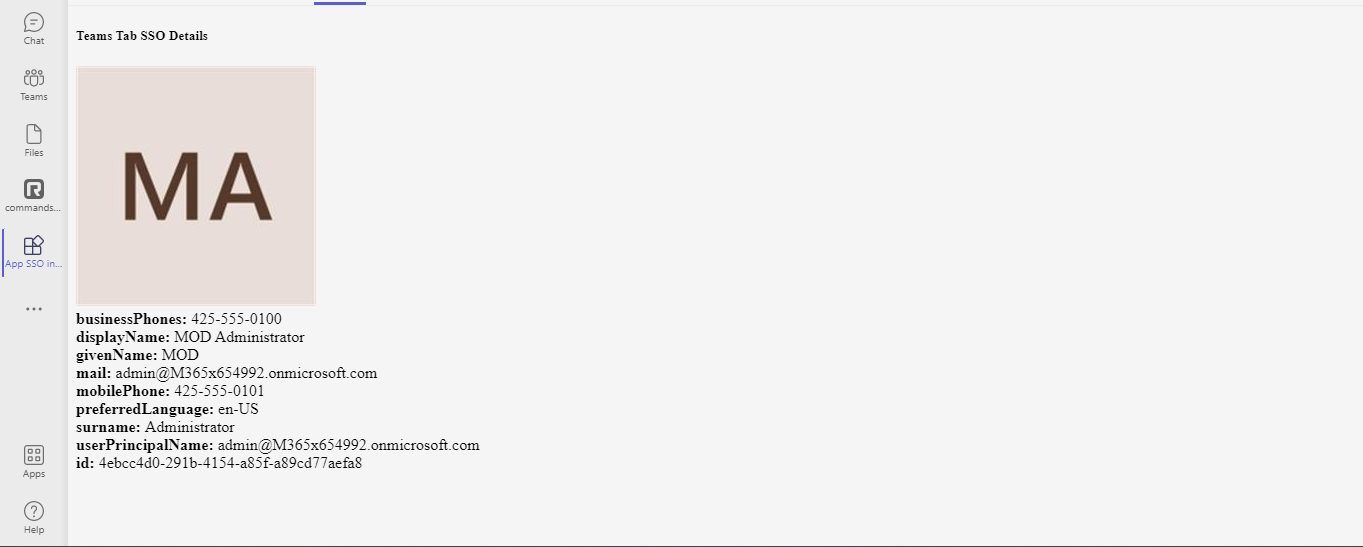 Chat
Teams
Files
commands...
App SSO in...
Apps
Help
Teams Tab SSO Details
MA
businessPhones: 425-555-0100
displayName: MOD Administrator
givenName: MOD
mail: admin@M365x654992.onmicrosoft.com
mobilePhone: 425-555-0101
preferredLanguage: en-US
surname: Administrator
userPrincipalName: admin@M365x654992.onmicrosoft.com
id: 4ebcc4d0-291b-4154-a85f-a89cd77aefa8